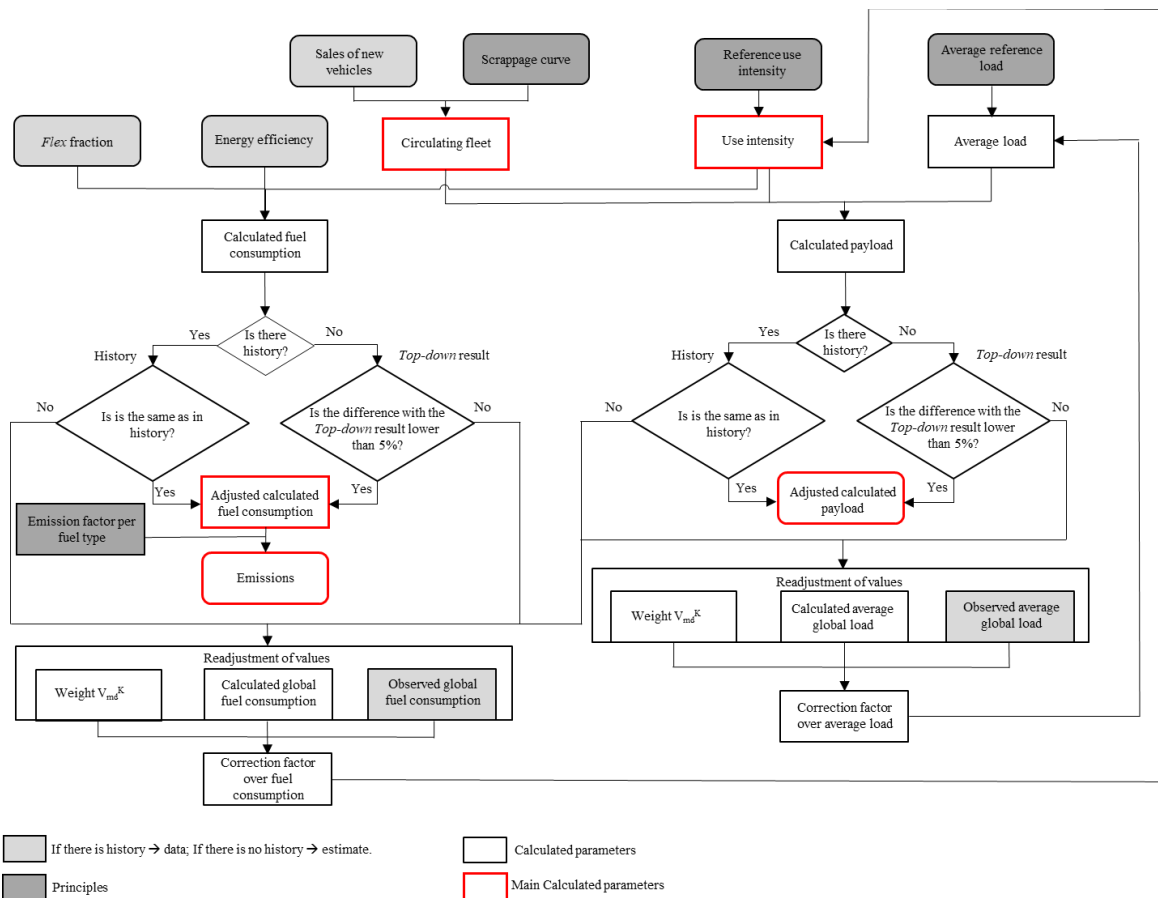 Sales of new
vehicles
Scrappage curve
Reference use
intensity
Average reference
load
Flex fraction
Energy efficiency
Circulating fleet
Use intensity
Average load
Calculated fuel
consumption
Calculated payload
Is there
history?
Yes
No
History
Top-down result
Is is the same as in
history?
No
Is the difference with the
Top-down result lower
than 5%?
No
Yes
Yes
Adjusted calculated
fuel consumption
Emission factor per
fuel type
Emissions
Is there
history?
Yes
No
History
Top-down result
Is is the same as in
history?
No
Is the difference with the
Top-down result lower
than 5%?
No
Yes
Yes
Adjusted calculated
payload
Readjustment of values
Weight VmdK
Calculated average
global load
Observed average
global load
Correction factor
over average load
Readjustment of values
Weight VmdK
Calculated global
fuel consumption
Observed global
fuel consumption
Correction factor
over fuel
consumption
If there is history → data; If there is no history → estimate.
Calculated parameters
Principles
Main Calculated parameters